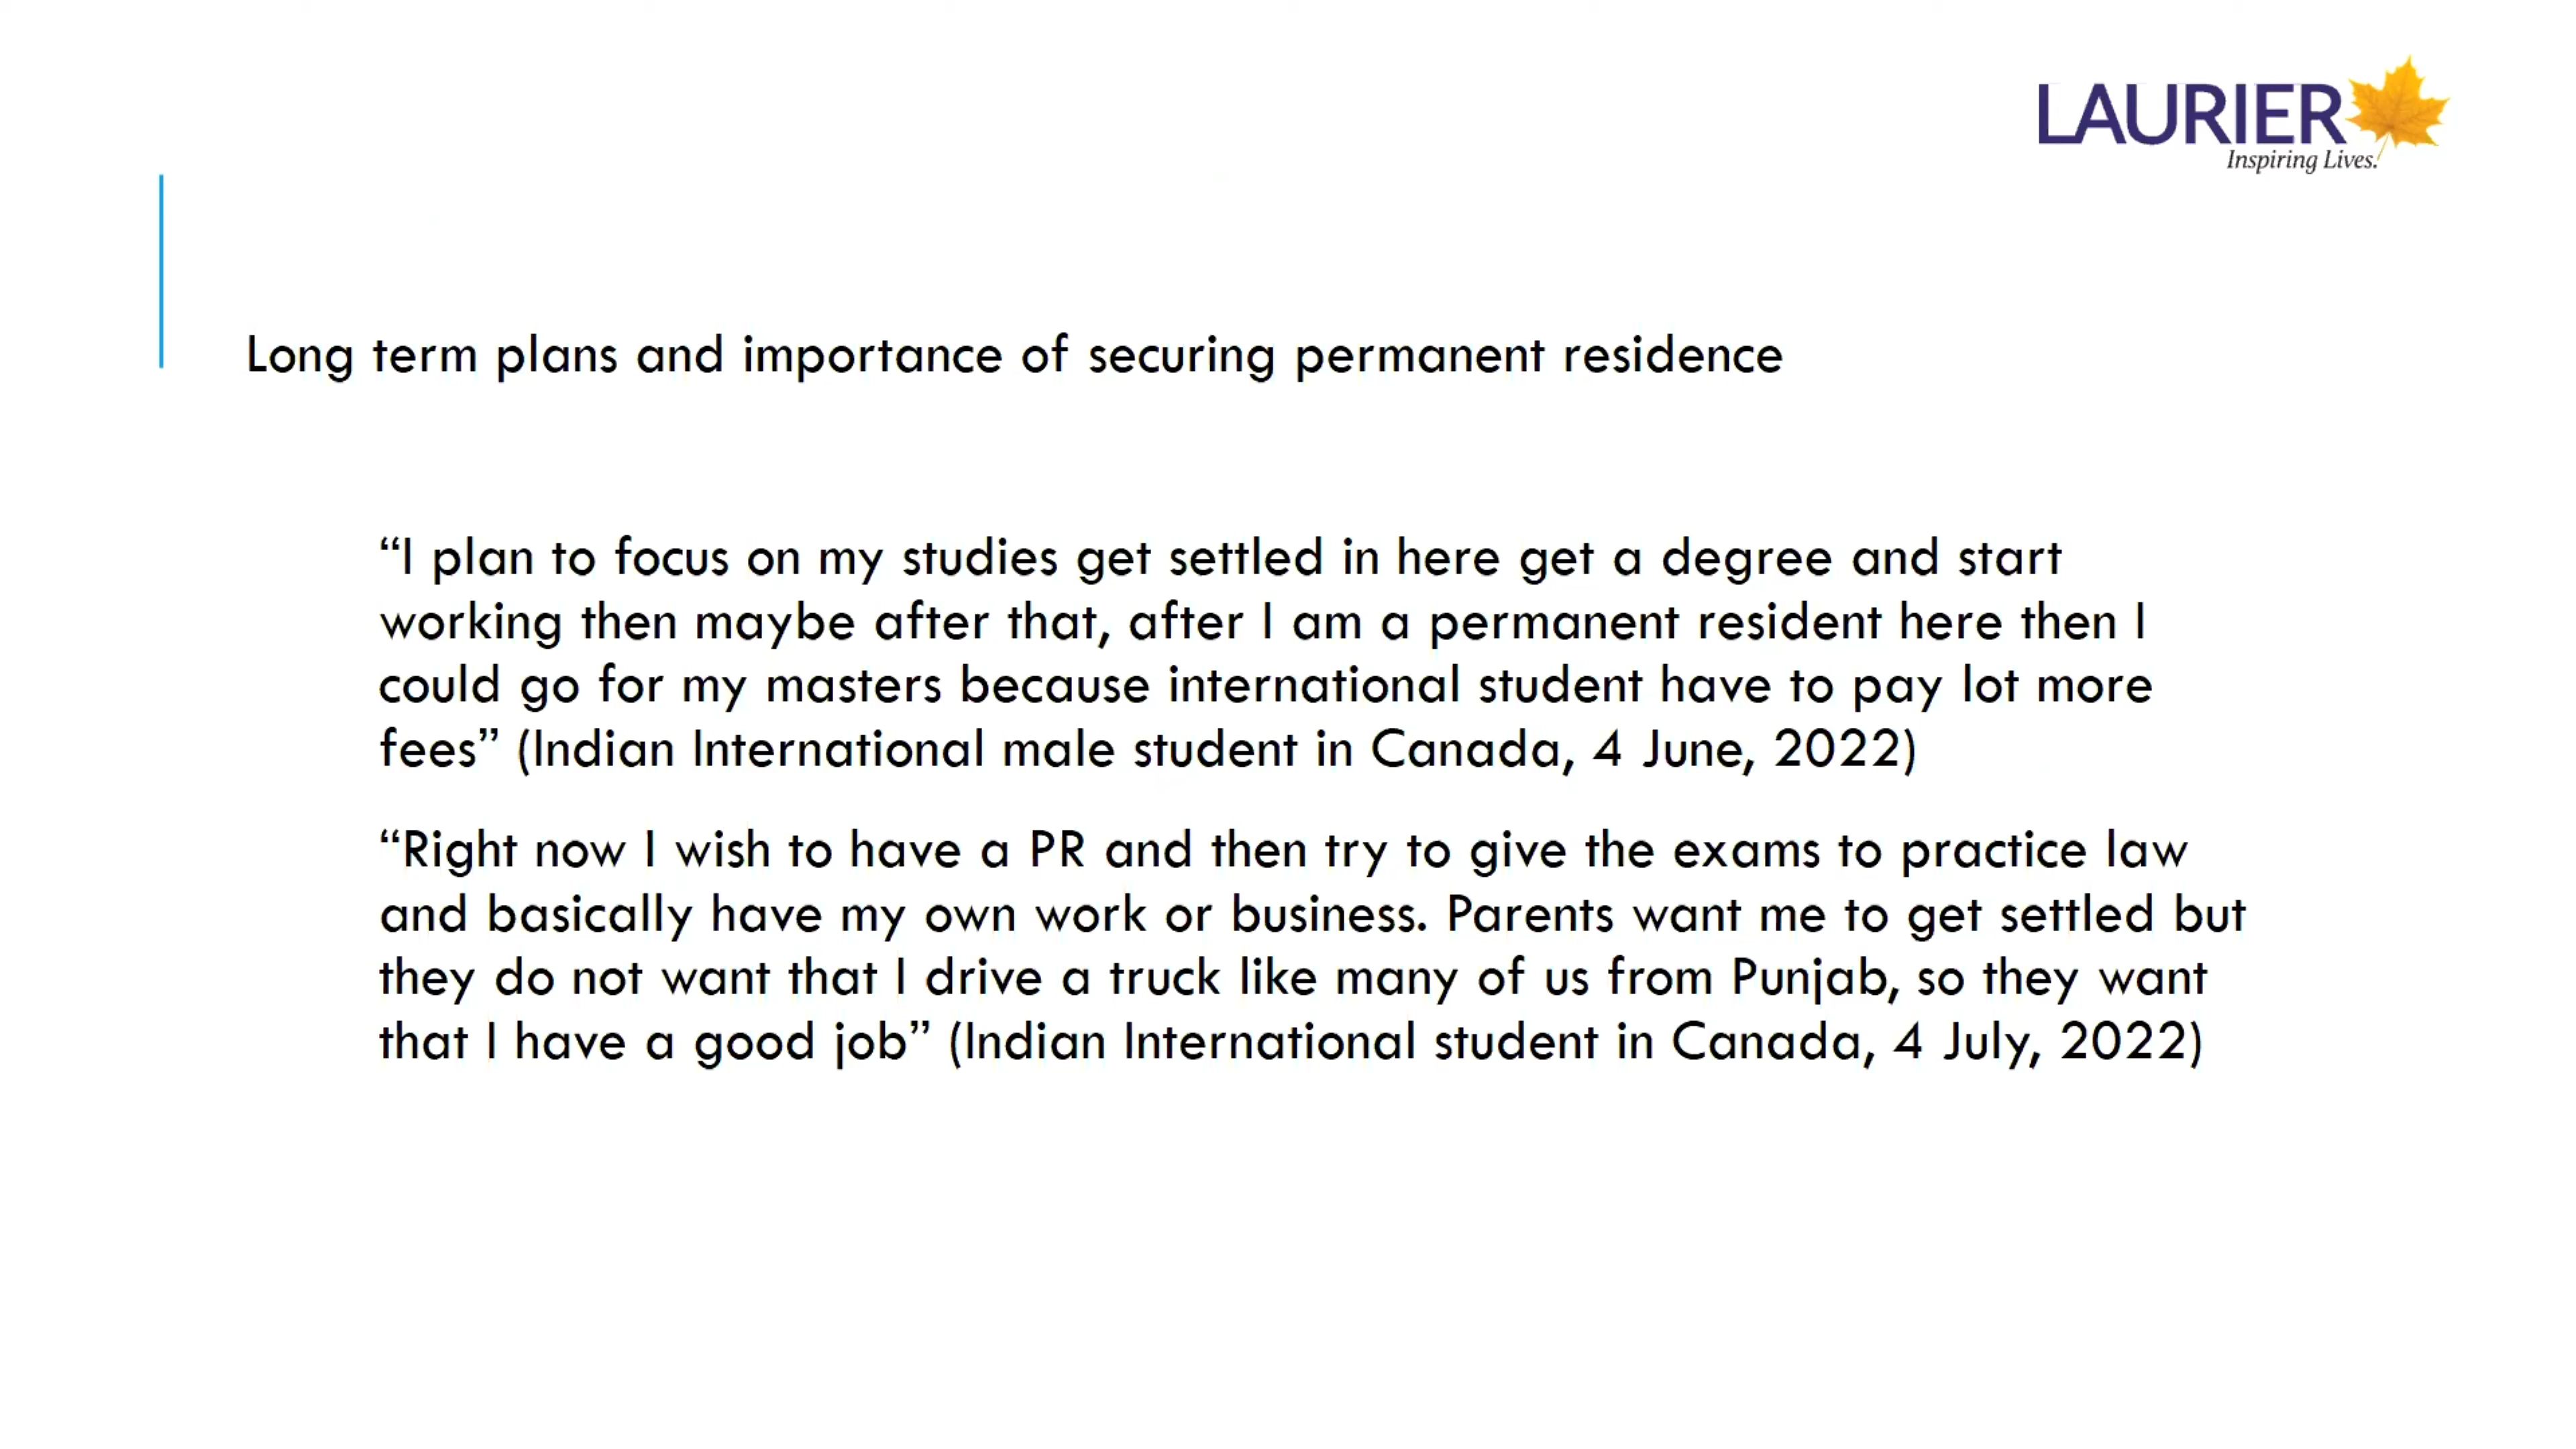 LAURIER
Inspiring Lives.
Long term plans and importance of securing permanent residence
“I plan to focus on my studies get settled in here get a degree and start
working then maybe after that, after I am a permanent resident here then I
could go for my masters because international student have to pay lot more
fees” (Indian International male student in Canada, 4 June, 2022)
“Right now I wish to have a PR and then try to give the exams to practice law
and basically have my own work or business. Parents want me to get settled but
they do not want that I drive a truck like many of us from Punjab, so they want
that I have a good job” (Indian International student in Canada, 4 July, 2022)